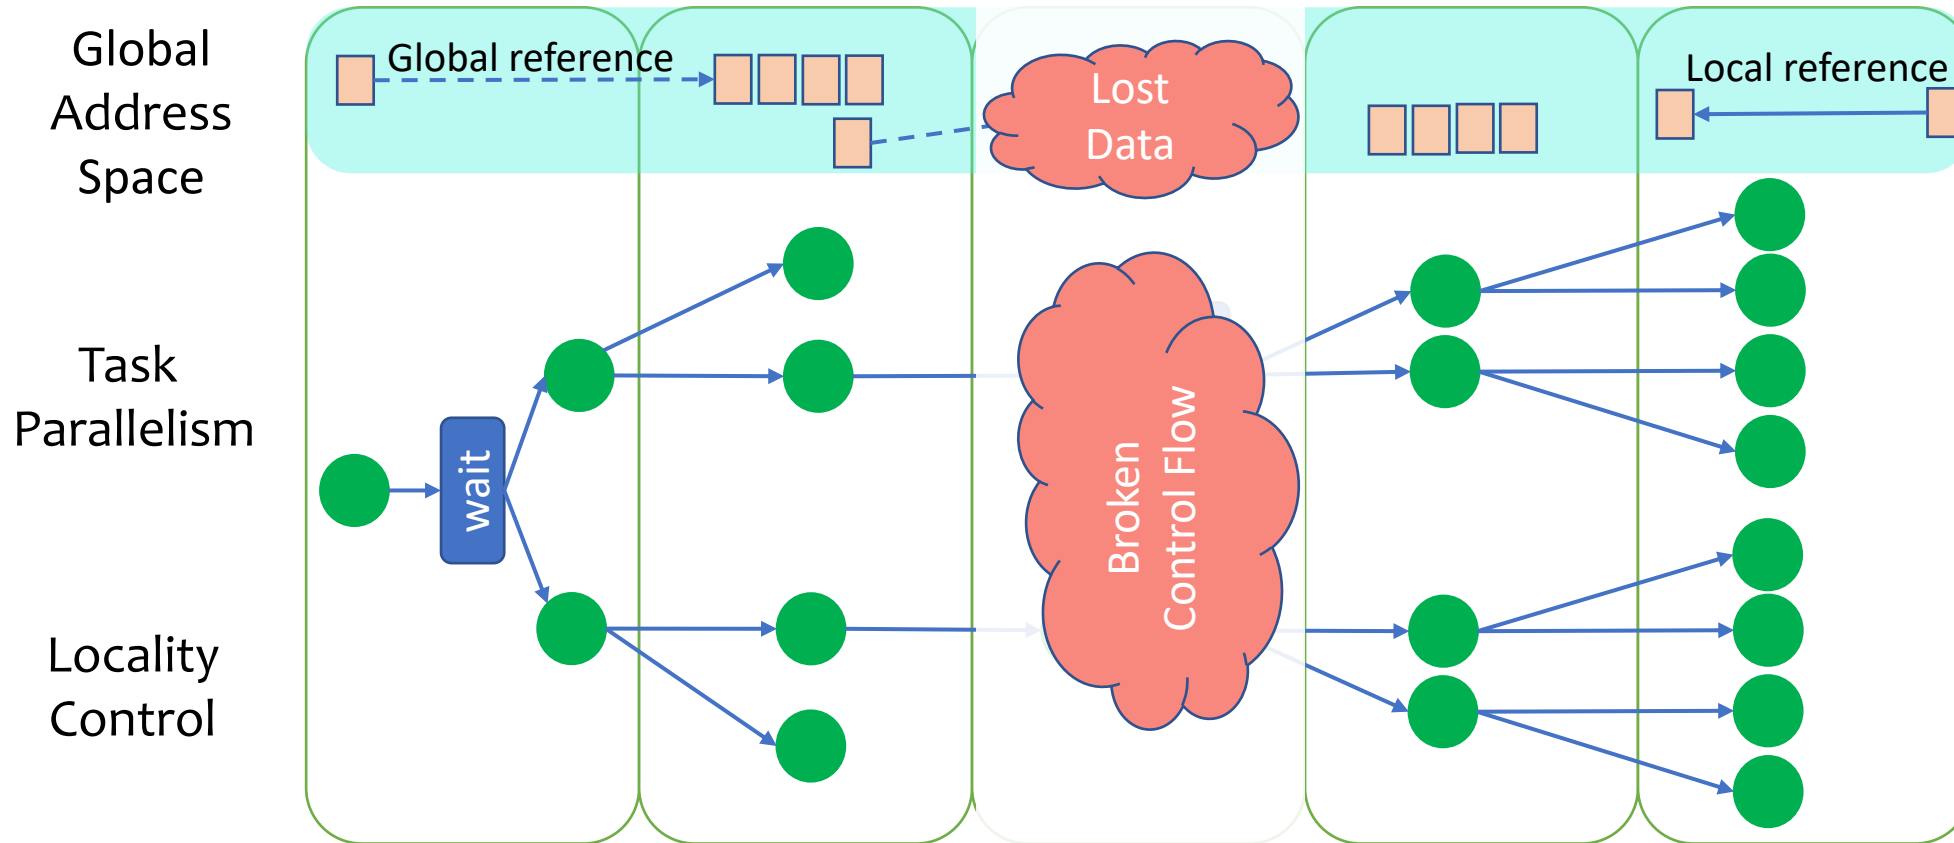 Global
Address
Space
Global reference
Lost
Data
Local reference
Task
Parallelism
wait
Broken
Control Flow
Locality
Control